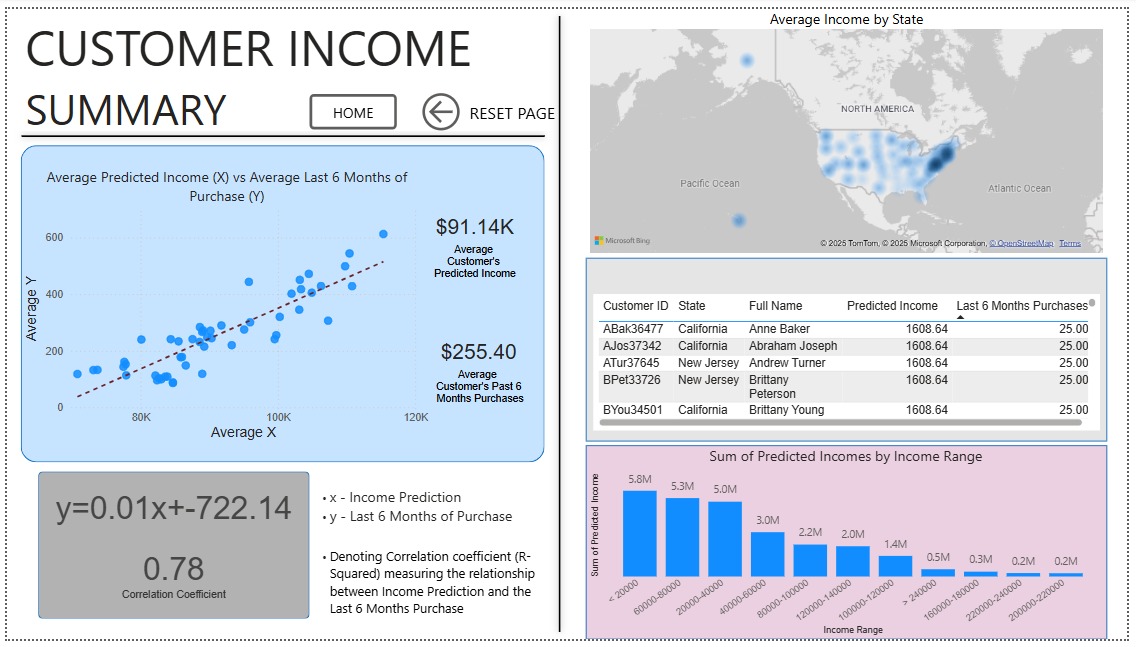 CUSTOMER INCOME
SUMMARY
HOME
RESET PAGE
Average Predicted Income (X) vs Average Last 6 Months of
Purchase (Y)
600
400
200
0
Average Y
80K
100K
120K
Average X
$91.14K
Average
Customer's
Predicted Income
$255.40
Average
Customer's Past 6
Months Purchases
y=0.01x+-722.14
0.78
Correlation Coefficient
• x - Income Prediction
• y - Last 6 Months of Purchase
• Denoting Correlation coefficient (R-
Squared) measuring the relationship
between Income Prediction and the
Last 6 Months Purchase
Average Income by State
NORTH AMERICA
Pacific Ocean
Atlantic Ocean
Microsoft Bing
© 2025 TomTom, © 2025 Microsoft Corporation, © OpenStreetMap Terms
Customer ID State Full Name Predicted Income Last 6 Months Purchases
ABak36477 California Anne Baker 1608.64 25.00
AJos37342 California Abraham Joseph 1608.64 25.00
ATur37645 New Jersey Andrew Turner 1608.64 25.00
BPet33726 New Jersey Brittany 1608.64 25.00
Peterson
BYou34501 California Brittany Young 1608.64 25.00
Sum of Predicted Incomes by Income Range
Sum of Predicted Income
5.8M 5.3M 5.0M 3.0M 2.2M 2.0M 1.4M 0.5M 0.3M 0.2M 0.2M
< 20000 60000-80000 20000-40000 40000-60000 80000-100000 120000-140000 100000-120000 > 240000 160000-180000 220000-240000 200000-220000
Income Range